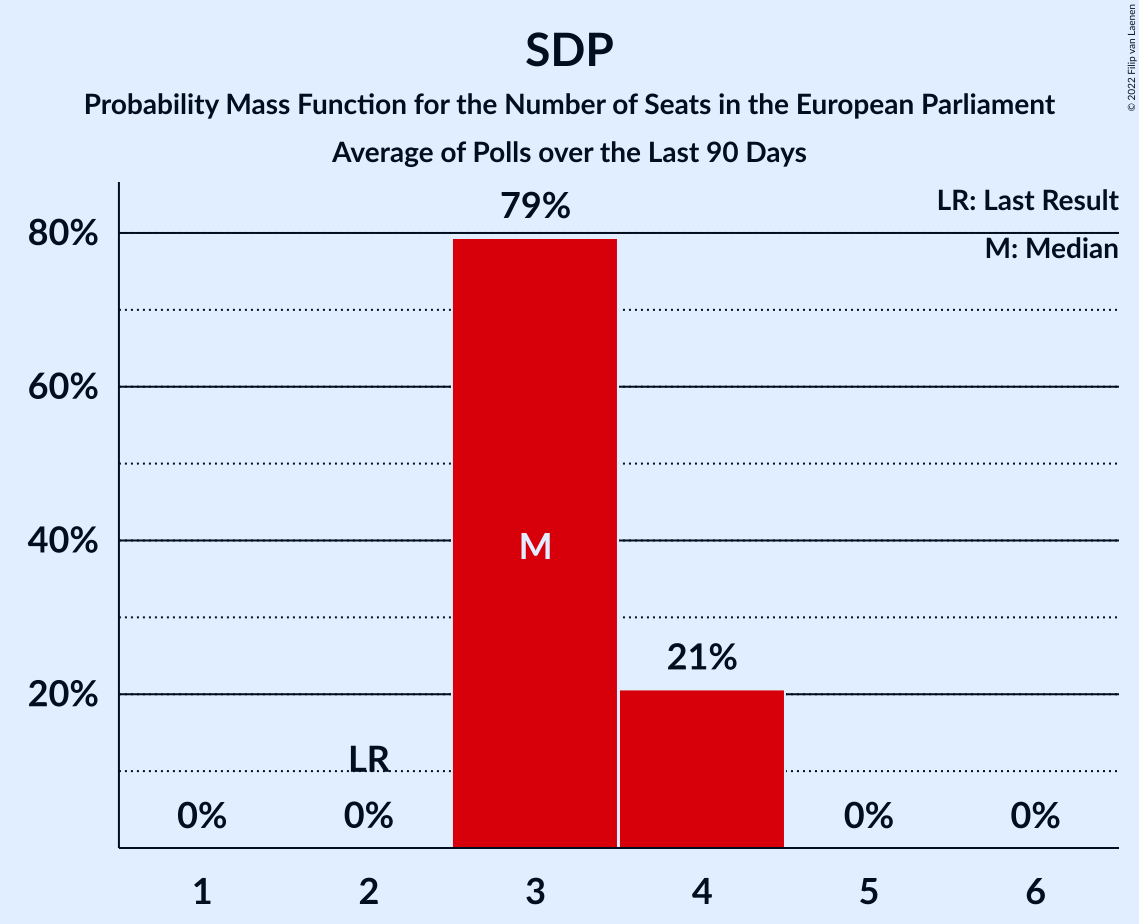 SDP
Probability Mass Function for the Number of Seats in the European Parliament
Average of Polls over the Last 90 Days
© 2022 Filip van Laenen
LR: Last Result
M: Median
79%
80%
60%
40%
20%
M
21%
LR
0%
0%
0%
0%
1 2 3 4 5 6